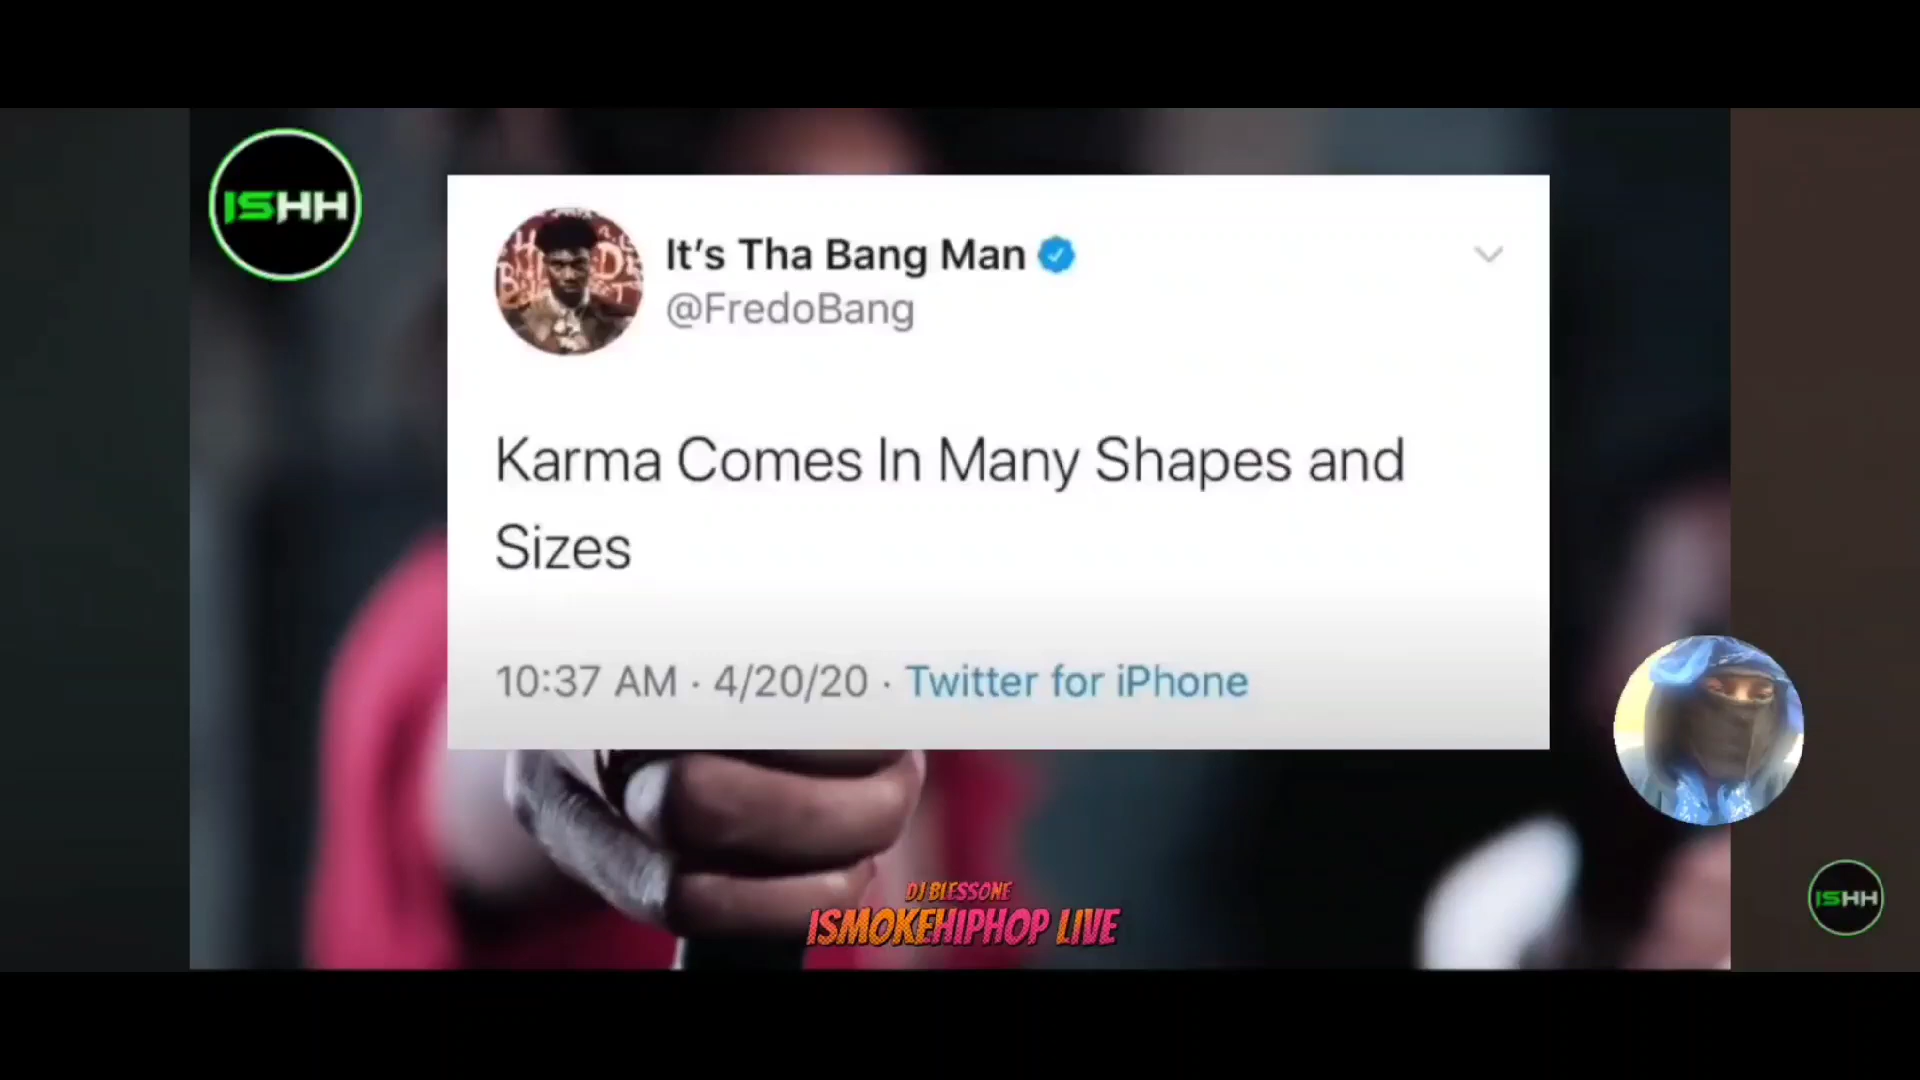 ISHH
It's Tha Bang Man
@FredoBang
Karma Comes In Many Shapes and
Sizes
10:37 AM · 4/20/20 · Twitter for iPhone
DJ BLESSONE
ISMOKEHIPHOP LIVE
ISHH